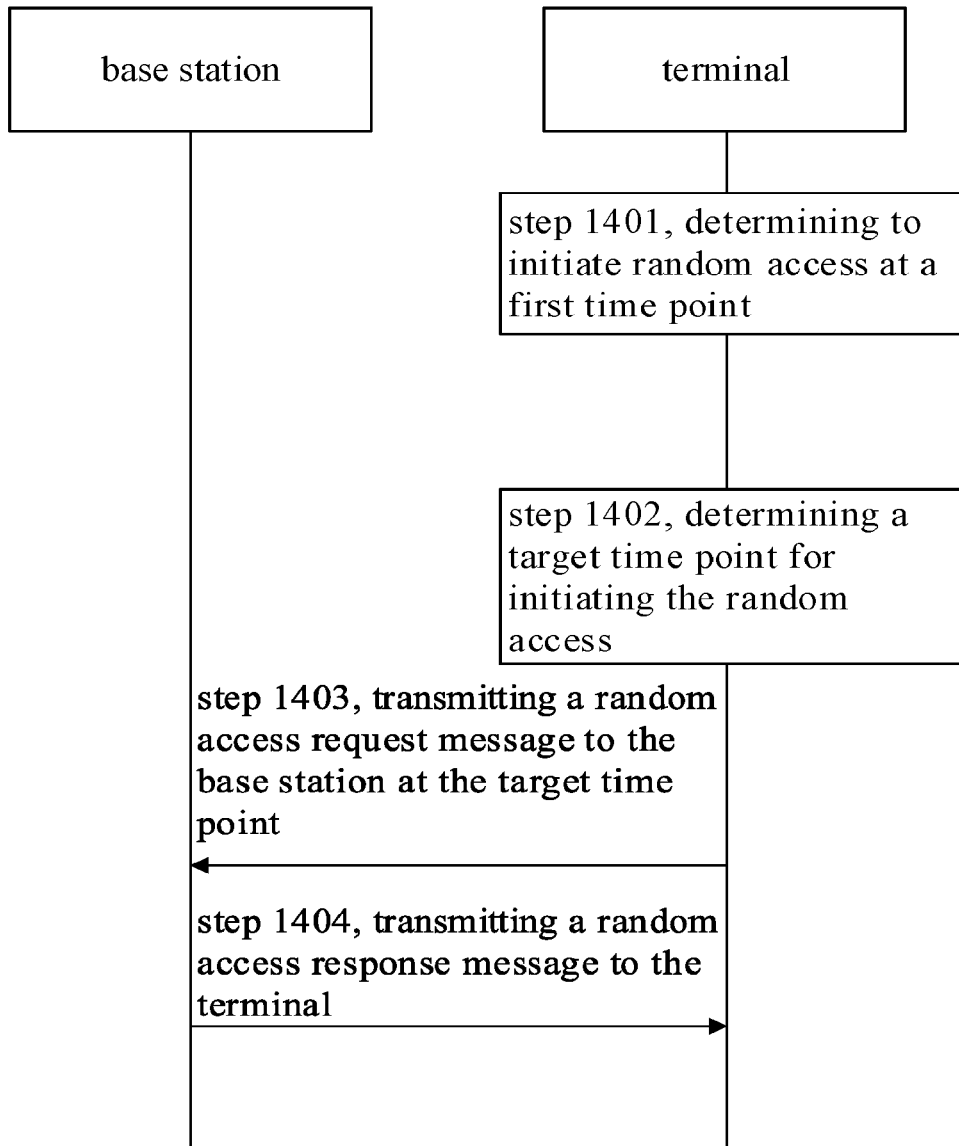 base station
terminal
step 1401, determining to
initiate random access at a
first time point
step 1402, determining a
target time point for
initiating the random
access
step 1403, transmitting a random
access request message to the
base station at the target time
point
step 1404, transmitting a random
access response message to the
terminal